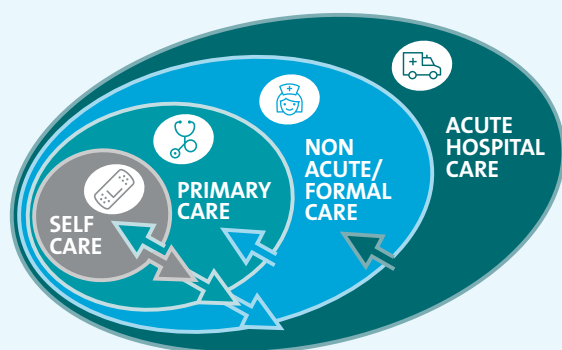 SELF
CARE
PRIMARY
CARE
NON
ACUTE/
FORMAL
CARE
ACUTE
HOSPITAL
CARE